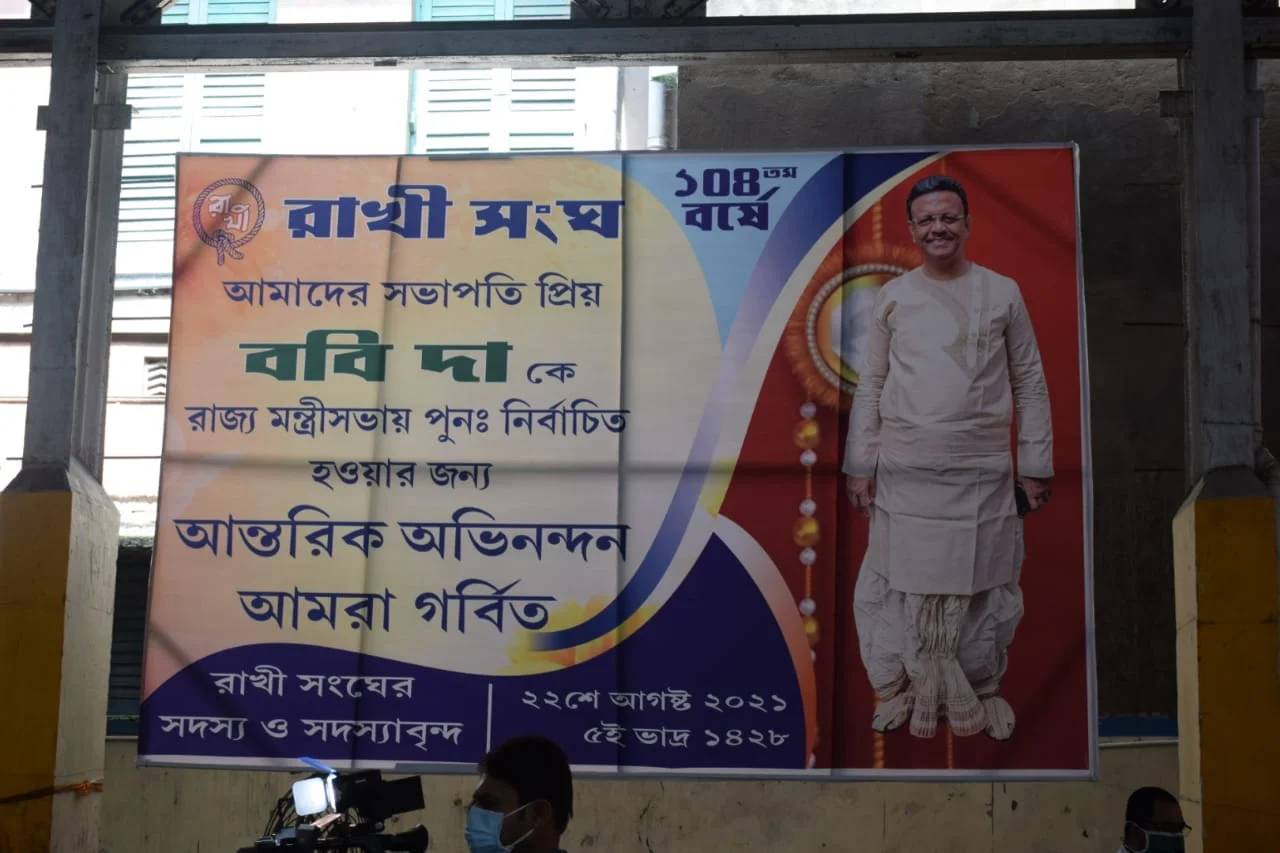 রাখী
রাখী সংঘ
১০৪তম
বর্ষে
আমাদের সভাপতি প্রিয়
ববি দা কে
রাজ্য মন্ত্রীসভায় পুনঃ নির্বাচিত
হওয়ার জন্য
আন্তরিক অভিনন্দন
আমরা গর্বিত
রাখী সংঘের
সদস্য ও সদস্যাবৃন্দ
২২শে আগষ্ট ২০২১
৫ই ভাদ্র ১৪২৮